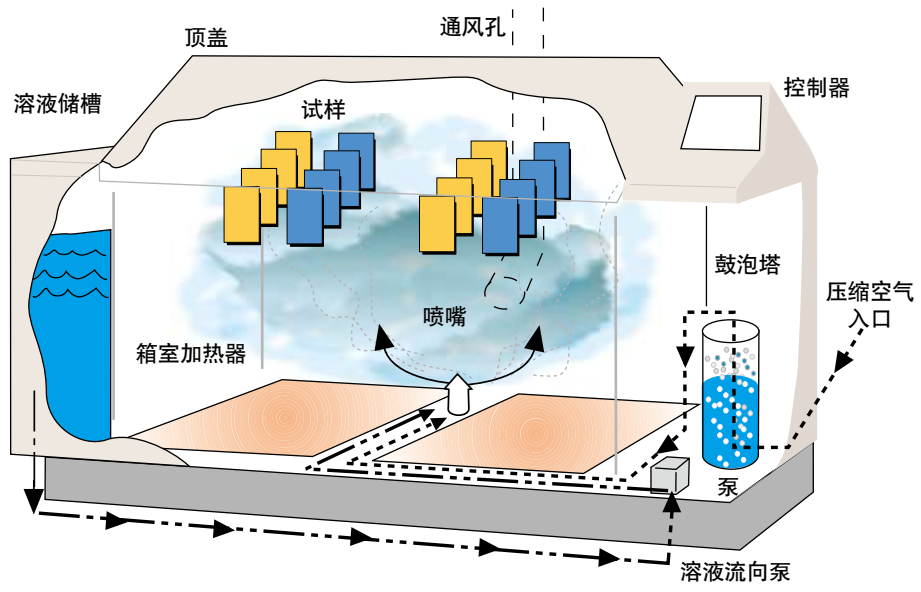 通风孔
顶盖
控制器
溶液储槽
试样
鼓泡塔
压缩空气
入口
喷嘴
箱室加热器
泵
溶液流向泵